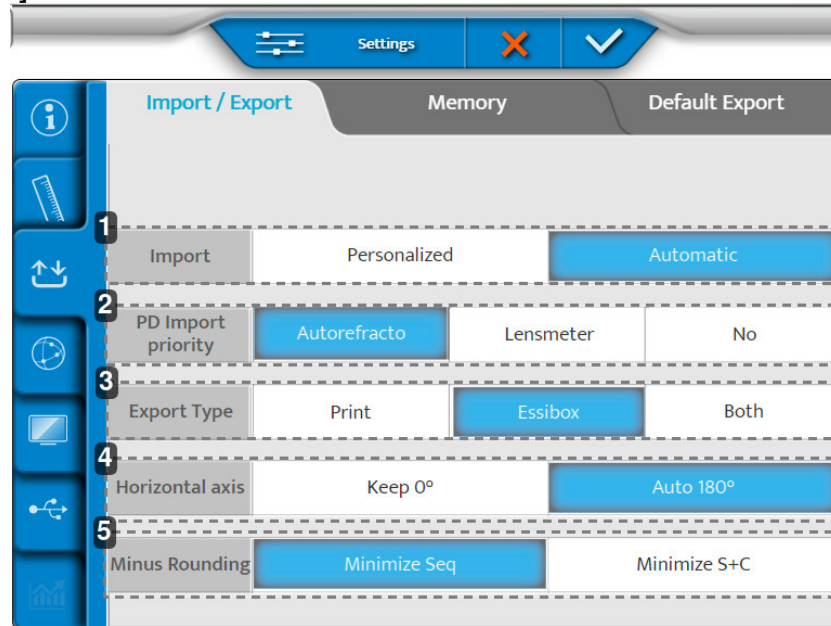 Settings
Import / Export Memory Default Export
1
Import Personalized Automatic
2
PD Import
priority
Autorefracto Lensmeter No
3
Export Type Print Essibox Both
4
Horizontal axis Keep 0° Auto 180°
5
Minus Rounding Minimize Seq Minimize S+C